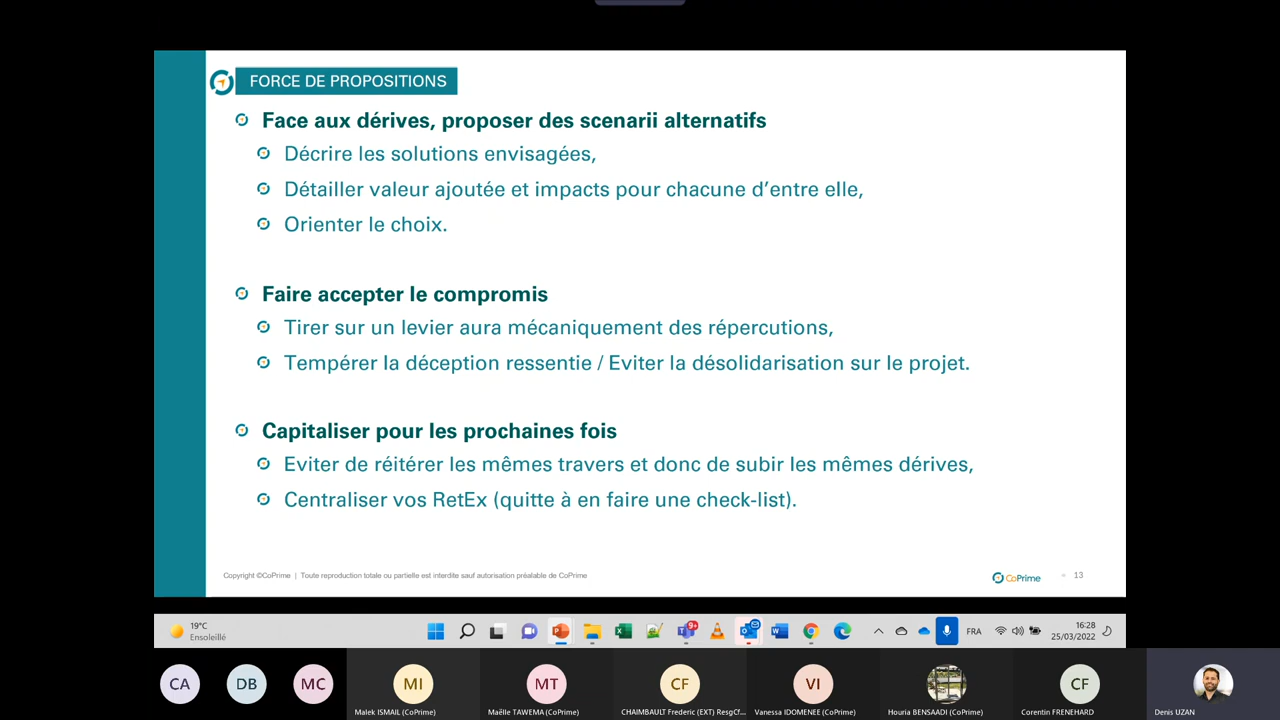 FORCE DE PROPOSITIONS
Face aux dérives, proposer des scenarii alternatifs
Décrire les solutions envisagées,
Détailler valeur ajoutée et impacts pour chacune d’entre elle,
Orienter le choix.
Faire accepter le compromis
Tirer sur un levier aura mécaniquement des répercutions,
Tempérer la déception ressentie / Eviter la désolidarisation sur le projet.
Capitaliser pour les prochaines fois
Eviter de réitérer les mêmes travers et donc de subir les mêmes dérives,
Centraliser vos RetEx (quitte à en faire une check-list).
Copyright ©CoPrime | Toute reproduction totale ou partielle est interdite sauf autorisation préalable de CoPrime
CoPrime
13
19°C
Ensoleillé
9+
FRA
16:28
25/03/2022
CA
DB
MC
MI
MT
CF
VI
CF
Malek ISMAIL (CoPrime)
Maëlle TAWEMA (CoPrime)
CHAIMBAULT Frederic (EXT) ResgCf...
Vanessa IDOMENEE (CoPrime)
Houria BENSAADI (CoPrime)
Corentin FRENEHARD
Denis UZAN